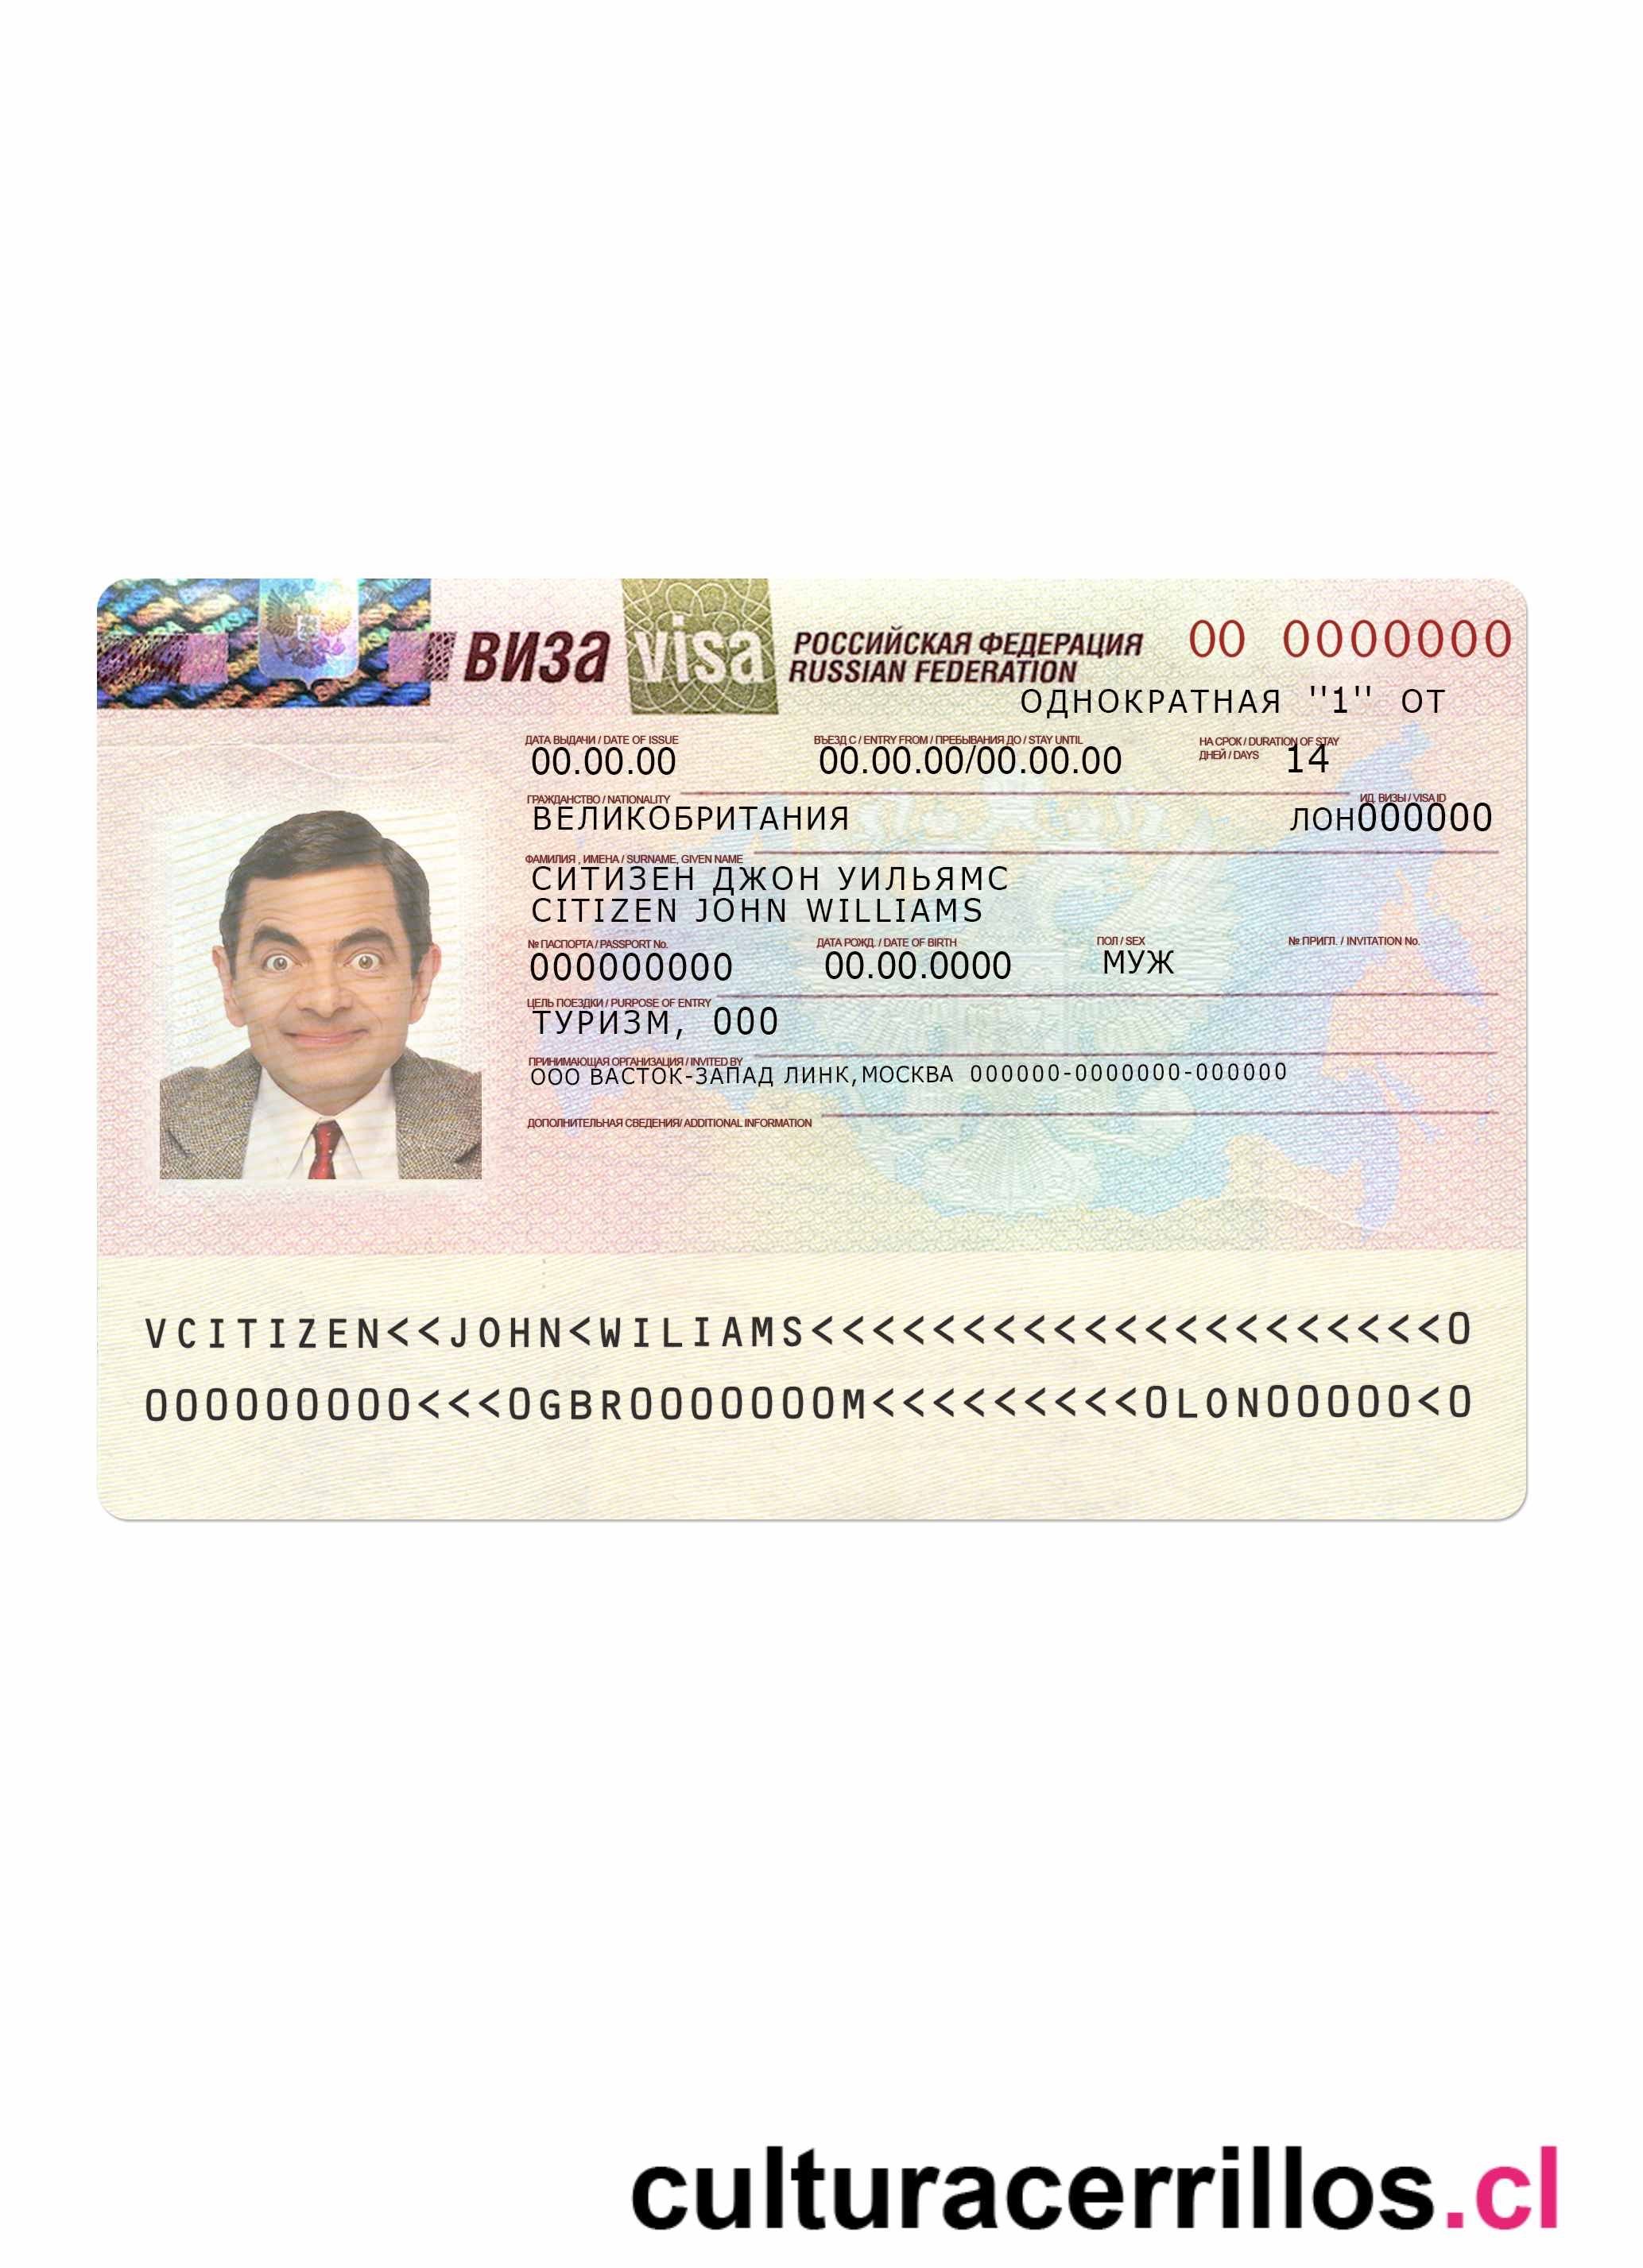 ВИЗА visa РОССИЙСКАЯ ФЕДЕРАЦИЯ 00 0000000
RUSSIAN FEDERATION
ОДНОКРАТНАЯ ''1'' ОТ
ДАТА ВЫДАЧИ / DATE OF ISSUE ВЪЕЗД С / ENTRY FROM / ПРЕБЫВАНИЯ ДО / STAY UNTIL НА СРОК / DURATION OF STAY
ДНЕЙ / DAYS
00.00.00 00.00.00/00.00.00 14
ГРАЖДАНСТВО / NATIONALITY ИД. ВИЗЫ / VISA ID
ВЕЛИКОБРИТАНИЯ ЛОН000000
ФАМИЛИЯ , ИМЕНА / SURNAME, GIVEN NAME
СИТИЗЕН ДЖОН УИЛЬЯМС
CITIZEN JOHN WILLIAMS
№ ПАСПОРТА / PASSPORT No. ДАТА РОЖД. / DATE OF BIRTH ПОЛ / SEX № ПРИГЛ. / INVITATION No.
000000000 00.00.0000 МУЖ
ЦЕЛЬ ПОЕЗДКИ / PURPOSE OF ENTRY
ТУРИЗМ, 000
ПРИНИМАЮЩАЯ ОРГАНИЗАЦИЯ / INVITED BY
ООО ВАСТОК-ЗАПАД ЛИНК,МОСКВА 000000-0000000-000000
ДОПОЛНИТЕЛЬНАЯ СВЕДЕНИЯ/ ADDITIONAL INFORMATION
VCITIZEN<<JOHN<WILIAMS<<<<<<<<<<<<<<<<<<<<<0
000000000<<<0GBR0000000M<<<<<<<<<0LON00000<0
culturacerrillos.cl